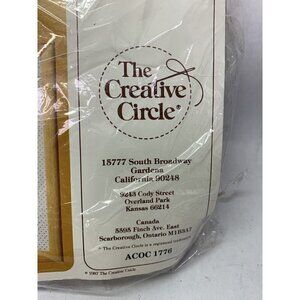 The
Creative
Circle®
15777 South Broadway
Gardena
California 90248
9243 Cody Street
Overland Park
Kansas 66214
Canada
5395 Finch Ave. East
Scarborough, Ontario M1B3A7
® The Creative Circle is a registered trademark
ACOC 1776
© 1987 The Creative Circle